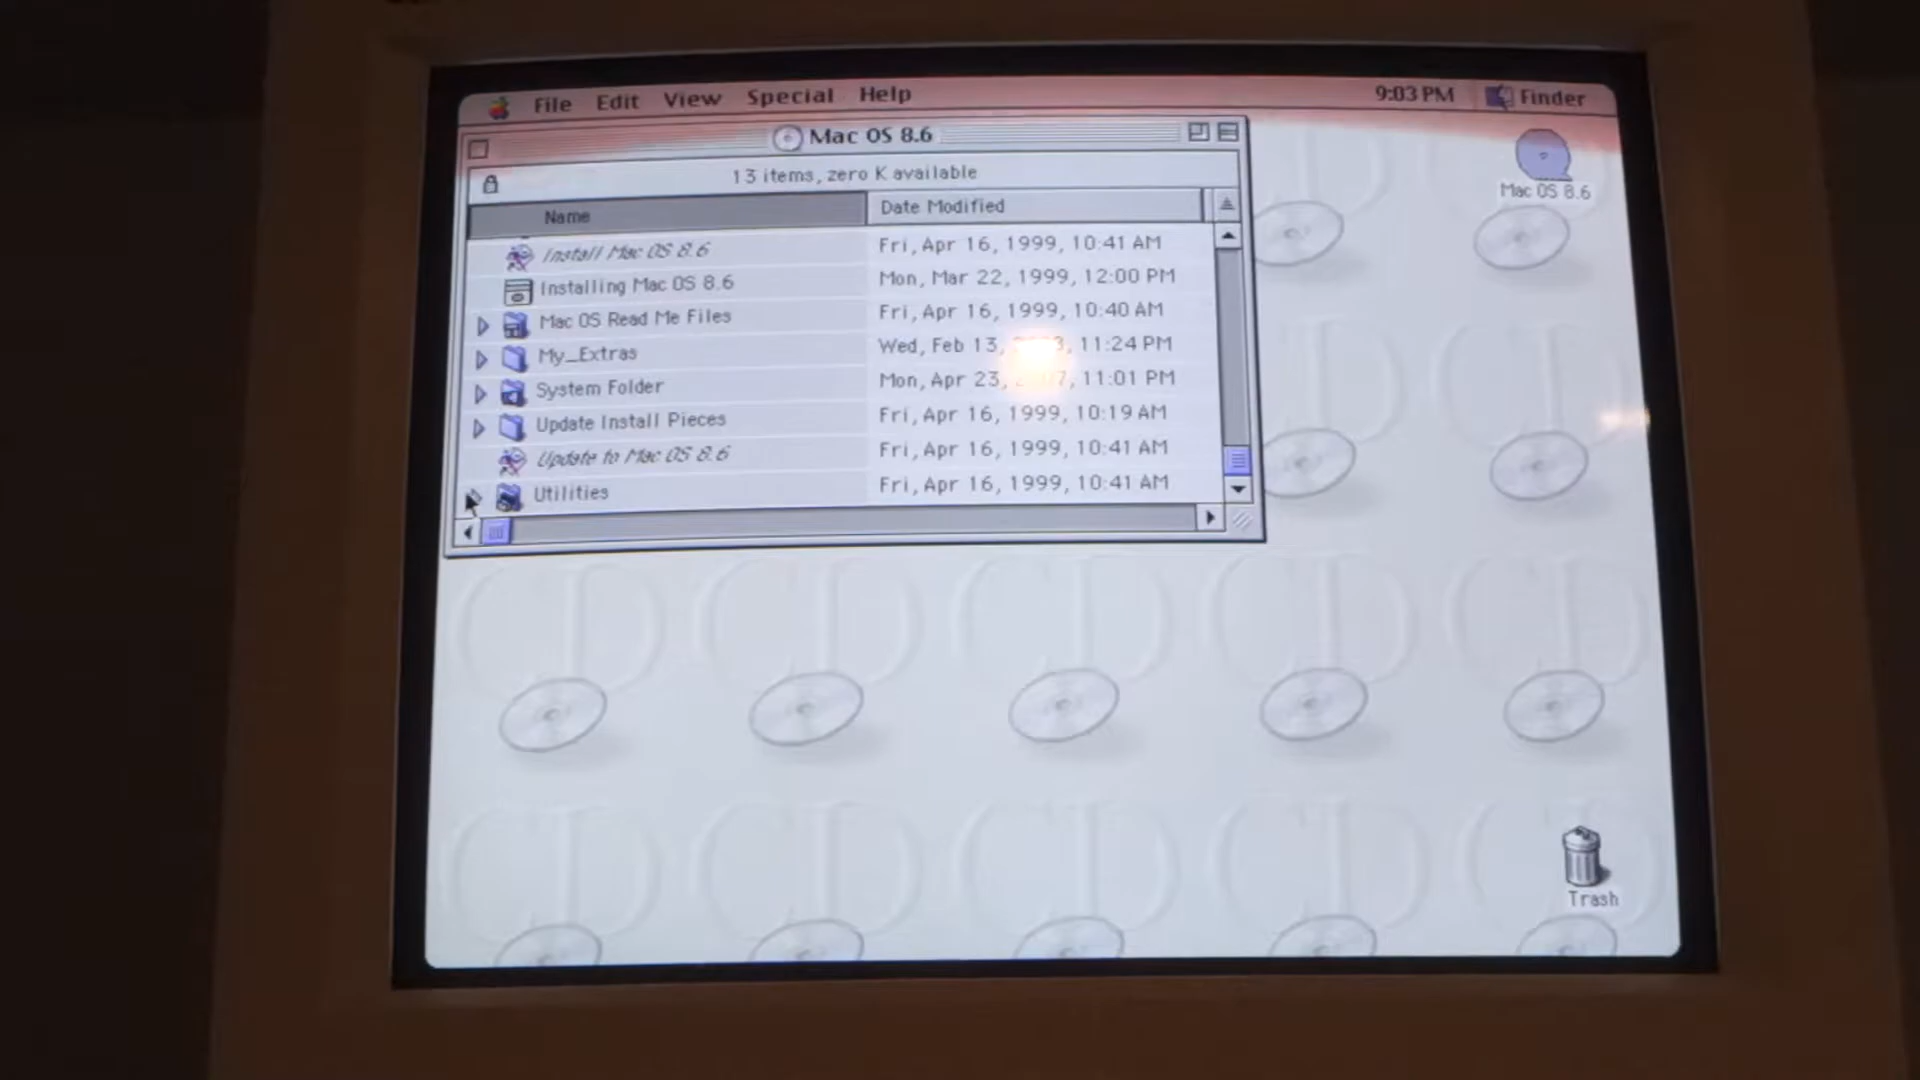 File Edit View Special Help 9:03 PM Finder
Mac OS 8.6
13 items, zero K available
Name Date Modified
Install Mac OS 8.6 Fri, Apr 16, 1999, 10:41 AM
Installing Mac OS 8.6 Mon, Mar 22, 1999, 12:00 PM
Mac OS Read Me Files Fri, Apr 16, 1999, 10:40 AM
My_Extras Wed, Feb 13, 11:24 PM
System Folder Mon, Apr 23, 11:01 PM
Update Install Pieces Fri, Apr 16, 1999, 10:19 AM
Update to Mac OS 8.6 Fri, Apr 16, 1999, 10:41 AM
Utilities Fri, Apr 16, 1999, 10:41 AM
Mac OS 8.6
Trash